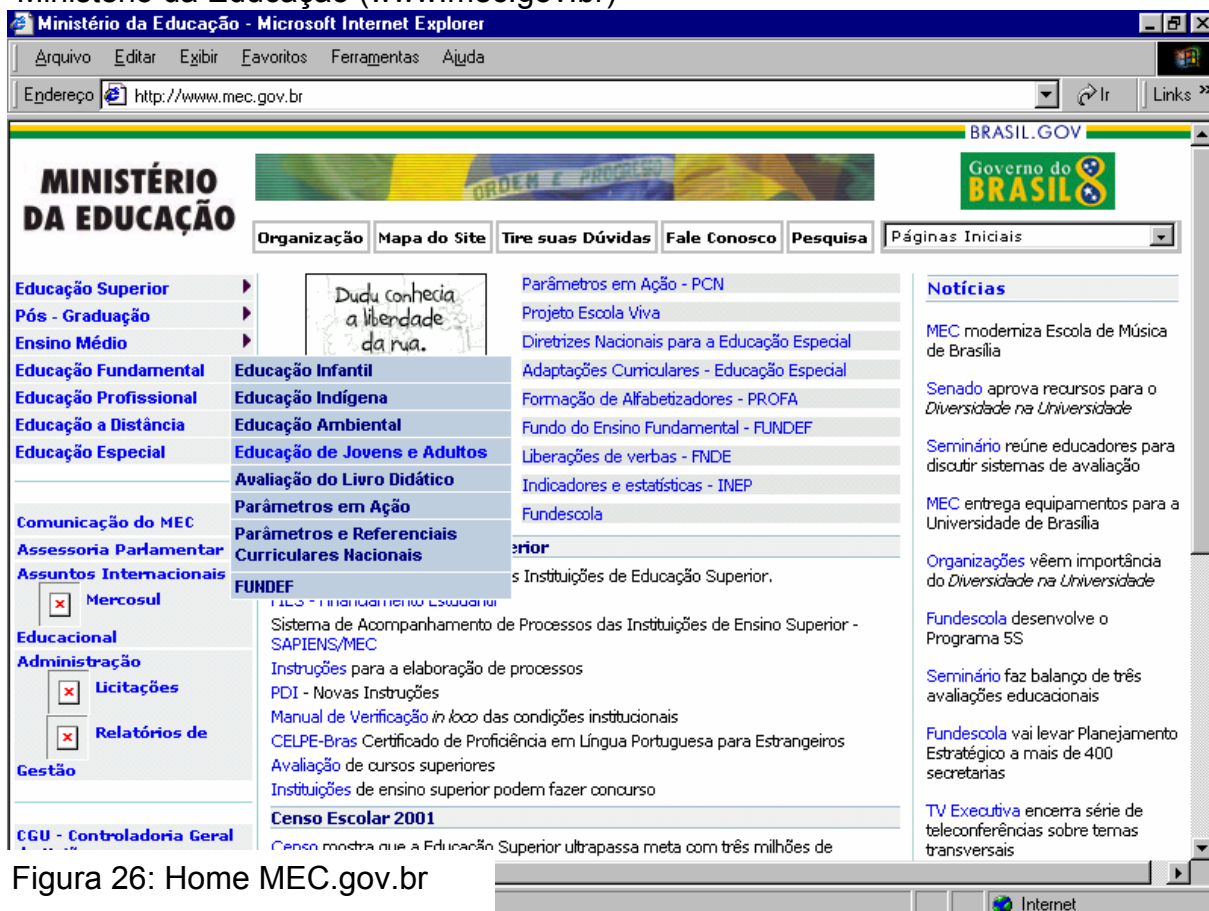 Ministério da Educação (www.mec.gov.br)
Ministério da Educação - Microsoft Internet Explorer
Arquivo Editar Exibir Favoritos Ferramentas Ajuda
Endereço http://www.mec.gov.br Ir Links »
BRASIL.GOV
MINISTÉRIO
DA EDUCAÇÃO
ORDEM E PROGRESSO
Governo do
BRASIL
Organização Mapa do Site Tire suas Dúvidas Fale Conosco Pesquisa Páginas Iniciais
Educação Superior
Pós - Graduação
Ensino Médio
Educação Fundamental
Educação Profissional
Educação a Distância
Educação Especial
Comunicação do MEC
Assessoria Parlamentar
Assuntos Internacionais
Mercosul
Educacional
Administração
Licitações
Relatórios de
Gestão
CGU - Controladoria Geral
Dudu conhecia
a liberdade
da rua.
Educação Infantil
Educação Indígena
Educação Ambiental
Educação de Jovens e Adultos
Avaliação do Livro Didático
Parâmetros em Ação
Parâmetros e Referenciais
Curriculares Nacionais
FUNDEF
Parâmetros em Ação - PCN
Projeto Escola Viva
Diretrizes Nacionais para a Educação Especial
Adaptações Curriculares - Educação Especial
Formação de Alfabetizadores - PROFA
Fundo do Ensino Fundamental - FUNDEF
Liberações de verbas - FNDE
Indicadores e estatísticas - INEP
Fundescola
erior
s Instituições de Educação Superior.
FIES - Financiamento Estudantil
Sistema de Acompanhamento de Processos das Instituições de Ensino Superior -
SAPIENS/MEC
Instruções para a elaboração de processos
PDI - Novas Instruções
Manual de Verificação in loco das condições institucionais
CELPE-Bras Certificado de Proficiência em Língua Portuguesa para Estrangeiros
Avaliação de cursos superiores
Instituições de ensino superior podem fazer concurso
Censo Escolar 2001
Censo mostra que a Educação Superior ultrapassa meta com três milhões de
Notícias
MEC moderniza Escola de Música
de Brasília
Senado aprova recursos para o
Diversidade na Universidade
Seminário reúne educadores para
discutir sistemas de avaliação
MEC entrega equipamentos para a
Universidade de Brasília
Organizações vêem importância
do Diversidade na Universidade
Fundescola desenvolve o
Programa 5S
Seminário faz balanço de três
avaliações educacionais
Fundescola vai levar Planejamento
Estratégico a mais de 400
secretarias
TV Executiva encerra série de
teleconferências sobre temas
transversais
Figura 26: Home MEC.gov.br
Internet